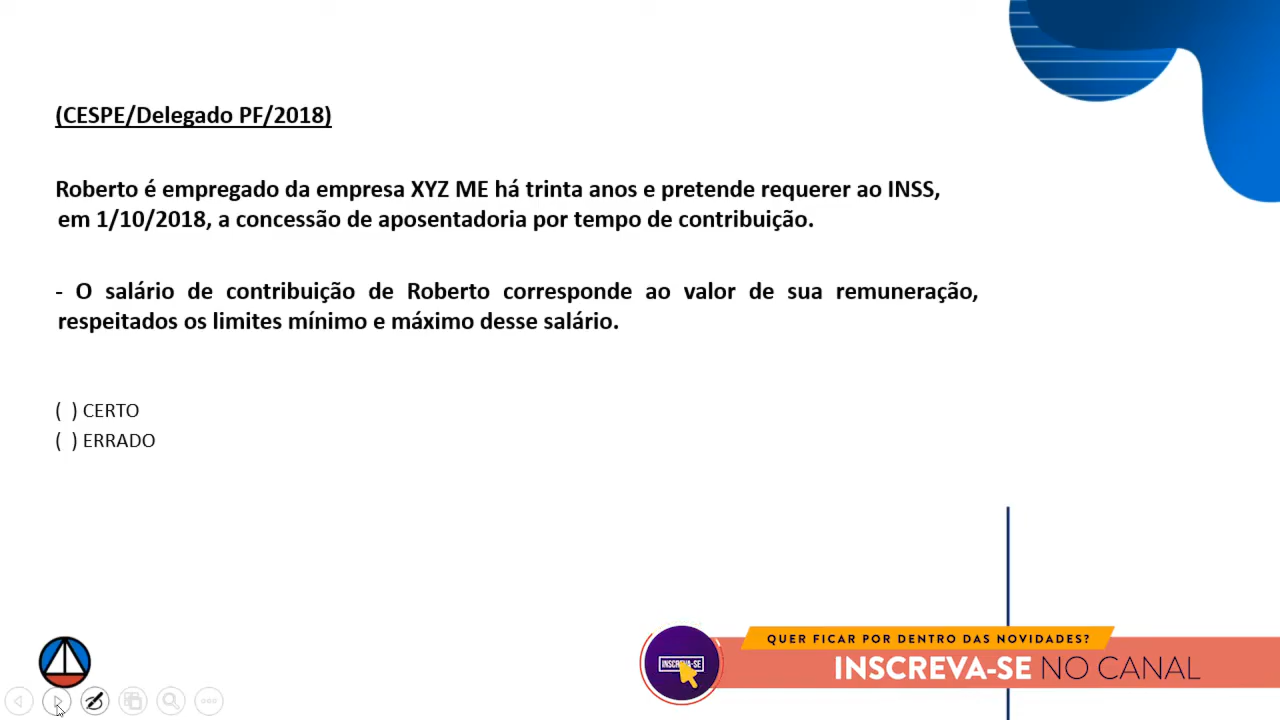 (CESPE/Delegado PF/2018)
Roberto é empregado da empresa XYZ ME há trinta anos e pretende requerer ao INSS,
em 1/10/2018, a concessão de aposentadoria por tempo de contribuição.
- O salário de contribuição de Roberto corresponde ao valor de sua remuneração,
respeitados os limites mínimo e máximo desse salário.
( ) CERTO
( ) ERRADO
QUER FICAR POR DENTRO DAS NOVIDADES?
INSCREVA-SE
INSCREVA-SE NO CANAL